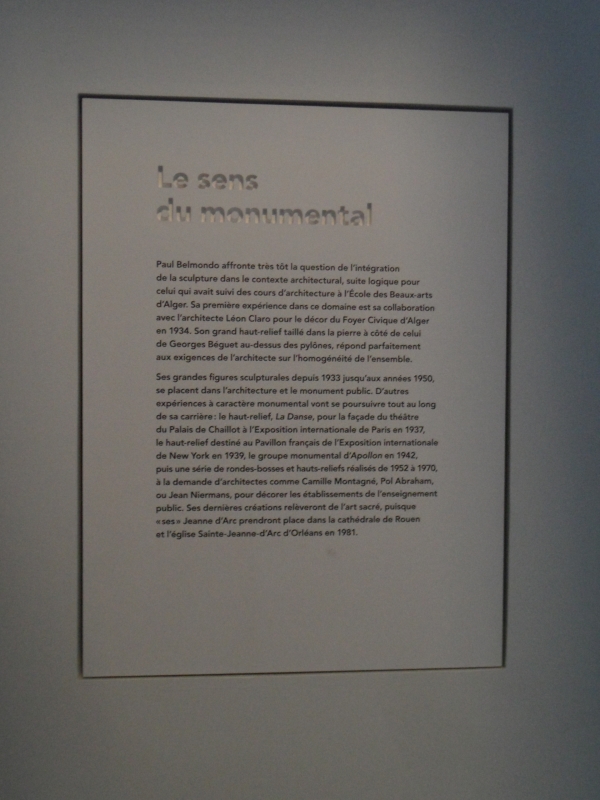 Le sens
du monumental
Paul Belmondo affronte très tôt la question de l'intégration
de la sculpture dans le contexte architectural, suite logique pour
celui qui avait suivi des cours d'architecture à l'École des Beaux-arts
d'Alger. Sa première expérience dans ce domaine est sa collaboration
avec l'architecte Léon Claro pour le décor du Foyer Civique d'Alger
en 1934. Son grand haut-relief taillé dans la pierre à côté de celui
de Georges Béguet au-dessus des pylônes, répond parfaitement
aux exigences de l'architecte sur l'homogénéité de l'ensemble.
Ses grandes figures sculpturales depuis 1933 jusqu'aux années 1950,
se placent dans l'architecture et le monument public. D'autres
expériences à caractère monumental vont se poursuivre tout au long
de sa carrière : le haut-relief, La Danse, pour la façade du théâtre
du Palais de Chaillot à l'Exposition internationale de Paris en 1937,
le haut-relief destiné au Pavillon français de l'Exposition internationale
de New York en 1939, le groupe monumental d'Apollon en 1942,
puis une série de rondes-bosses et hauts-reliefs réalisés de 1952 à 1970,
à la demande d'architectes comme Camille Montagné, Pol Abraham,
ou Jean Niermans, pour décorer les établissements de l'enseignement
public. Ses dernières créations relèveront de l'art sacré, puisque
« ses » Jeanne d'Arc prendront place dans la cathédrale de Rouen
et l'église Sainte-Jeanne-d'Arc d'Orléans en 1981.